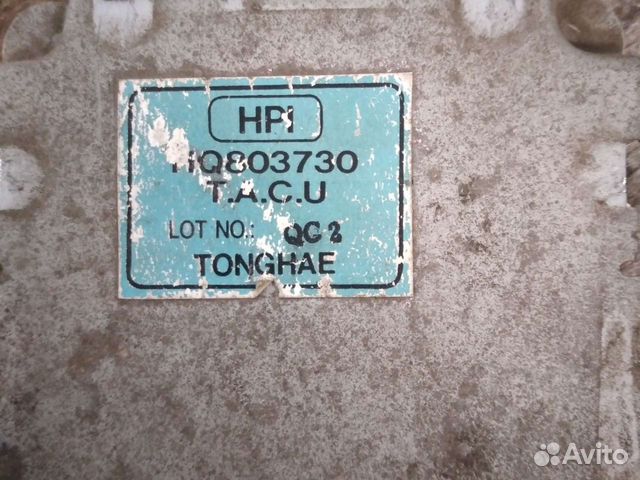 HPI
HQ803730
T.A.C.U
LOT NO.: QC2
TONGHAE
Avito